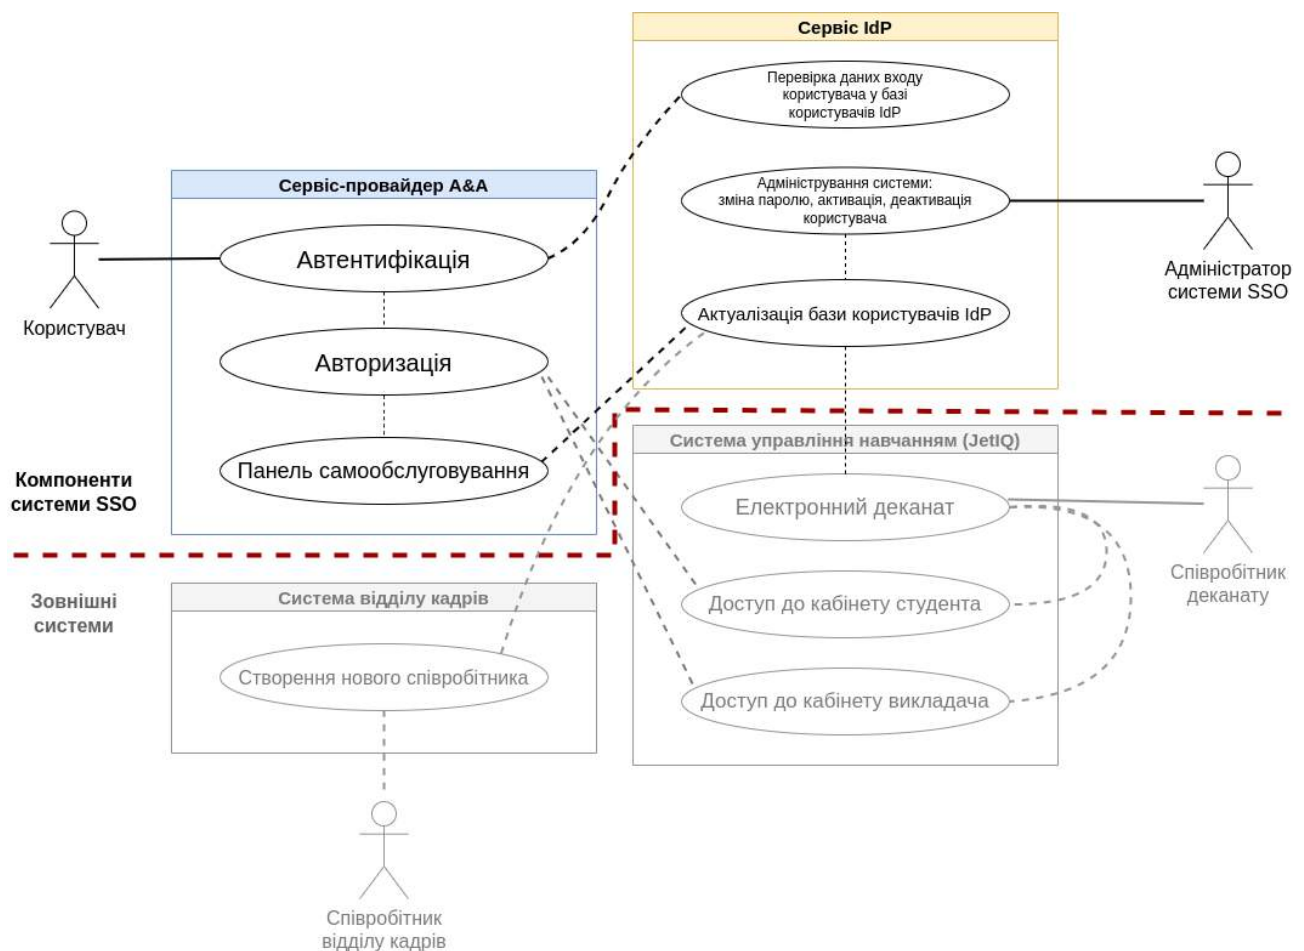 Сервіс IdP
Перевірка даних входу
користувача у базі
користувачів IdP
Сервіс-провайдер A&A
Адміністрування системи:
зміна паролю, активація, деактивація
користувача
Автентифікація
Адміністратор
системи SSO
Користувач
Актуалізація бази користувачів IdP
Авторизація
Панель самообслуговування
Компоненти
системи SSO
Система управління навчанням (JetIQ)
Електронний деканат
Співробітник
деканату
Зовнішні
системи
Система відділу кадрів
Доступ до кабінету студента
Створення нового співробітника
Доступ до кабінету викладача
Співробітник
відділу кадрів